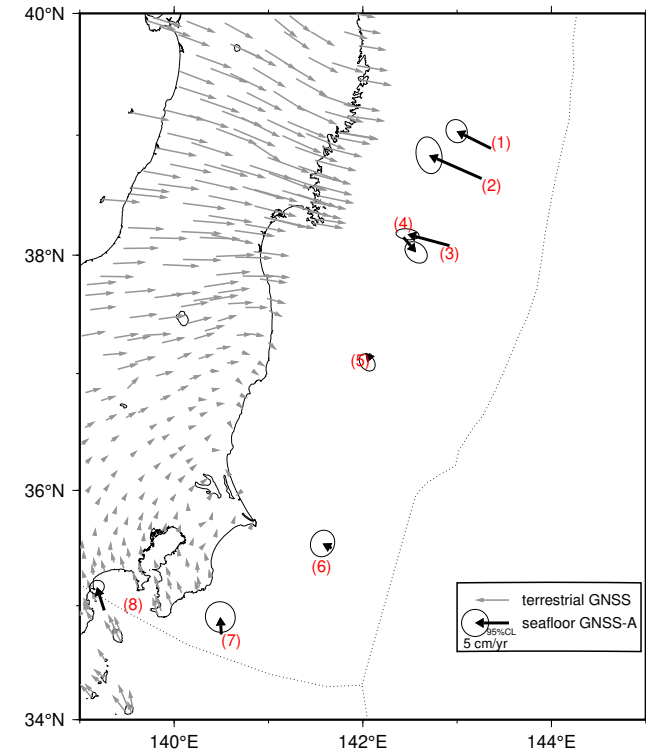 40°N
(1)
(2)
(4)
(3)
38°N
(5)
36°N
(6)
(8)
(7)
terrestrial GNSS
seafloor GNSS-A
95%CL
5 cm/yr
34°N
140°E 142°E 144°E